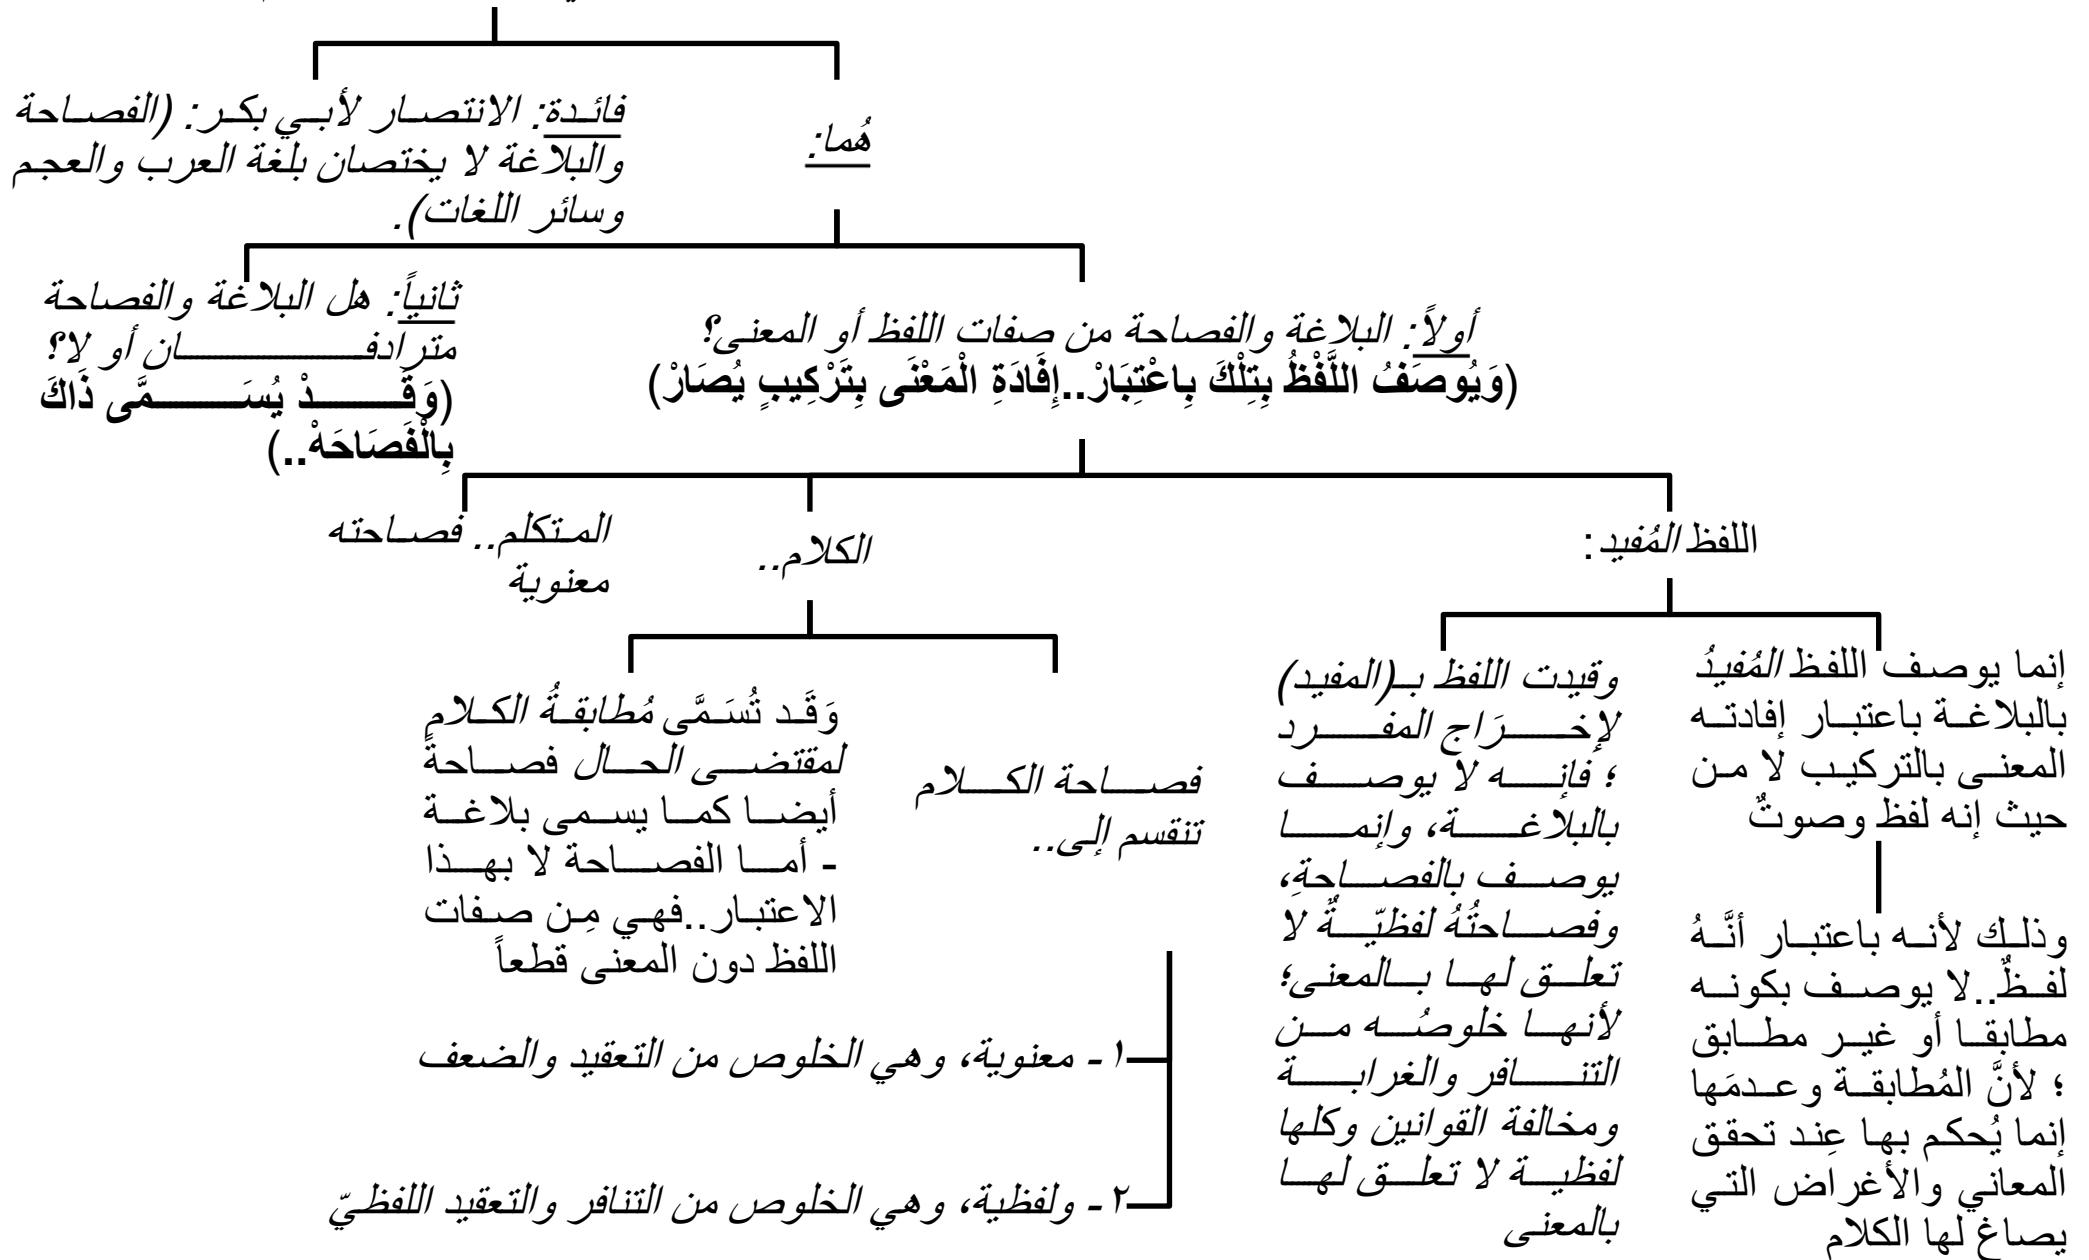 هُما:
فائدة: الانتصار لأبي بكر: (الفصاحة
والبلاغة لا يختصان بلغة العرب والعجم
وسائر اللغات).
أولاً: البلاغة والفصاحة من صفات اللفظ أو المعنى؟
(وَيُوصَفُ اللَّفْظُ بِتِلْكَ بِاعْتِبَارْ..إِفَادَةِ الْمَعْنَى بِتَرْكِيبٍ يُصَارْ)
ثانياً: هل البلاغة والفصاحة
مترادفان أو لا؟
(وَقَدْ يُسَمَّى ذَاكَ
بِالْفَصَاحَهْ..)
اللفظ المُفيد:
الكلام..
المتكلم.. فصاحته
معنوية
إنما يوصف اللفظ المُفيدُ
بالبلاغة باعتبار إفادته
المعنى بالتركيب لا من
حيث إنه لفظ وصوتٌ
وذلك لأنه باعتبار أنَّهُ
لفظٌ..لا يوصف بكونه
مطابقا أو غير مطابق
؛ لأنَّ المُطابقة وعدمَها
إنما يُحكم بها عِند تحقق
المعاني والأغراض التي
يصاغ لها الكلام
وقيدت اللفظ بـ(المفيد)
لإخرَاج المفرد
؛ فإنه لا يوصف
بالبلاغة، وإنما
يوصف بالفصاحةِ،
وفصاحتُهُ لفظيّةٌ لا
تعلق لها بالمعنى؛
لأنها خلوصُه من
التنافر والغرابة
ومخالفة القوانين وكلها
لفظية لا تعلق لها
بالمعنى
فصاحة الكلام
تنقسم إلى..
١- معنوية، وهي الخلوص من التعقيد والضعف
٢- ولفظية، وهي الخلوص من التنافر والتعقيد اللفظيّ
وَقَد تُسَمَّى مُطابقةُ الكلام
لمقتضى الحال فصاحةً
أيضا كما يسمى بلاغة
- أما الفصاحة لا بهذا
الاعتبار..فهي مِن صفات
اللفظ دون المعنى قطعاً